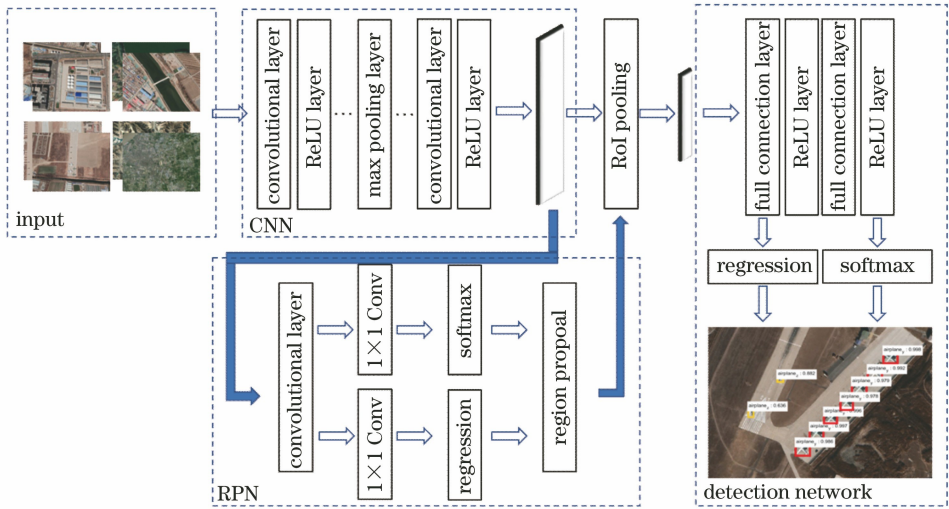 input
convolutional layer
ReLU layer
max pooling layer
convolutional layer
ReLU layer
CNN
RoI pooling
full connection layer
ReLU layer
full connection layer
ReLU layer
regression
softmax
detection network
convolutional layer
1×1 Conv
softmax
1×1 Conv
regression
region propoal
RPN